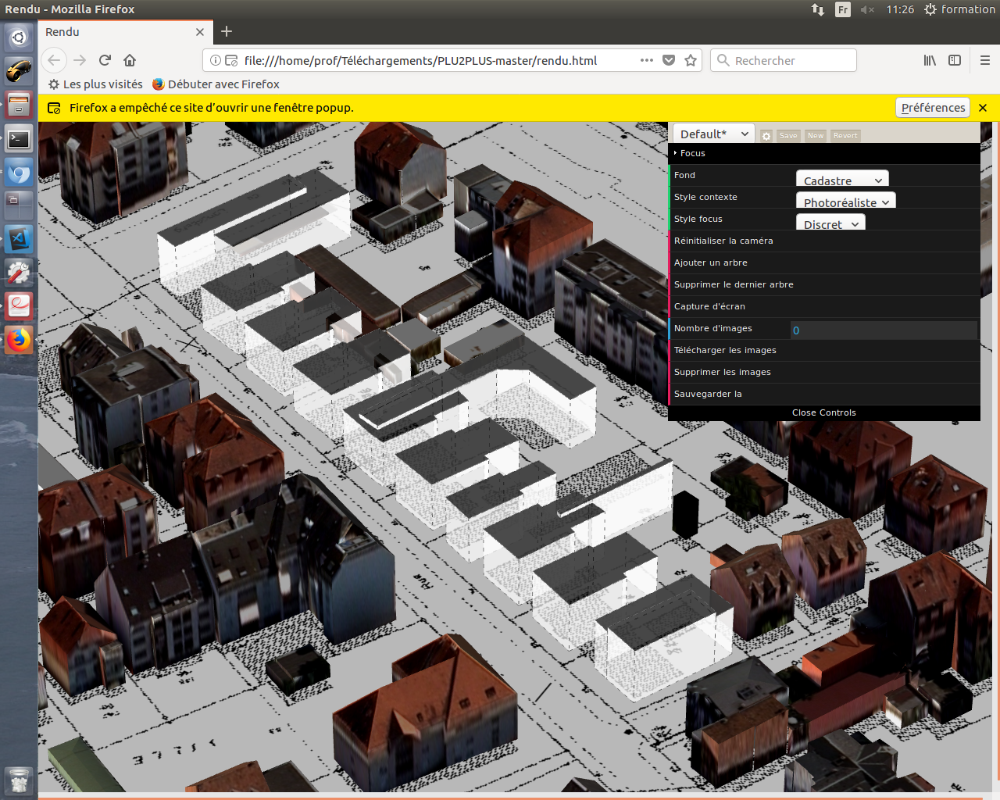 Rendu - Mozilla Firefox
Fr
11:26
formation
Rendu
file:///home/prof/Téléchargements/PLU2PLUS-master/rendu.html
Rechercher
Les plus visités
Débuter avec Firefox
Firefox a empêché ce site d’ouvrir une fenêtre popup.
Préférences
Default*
Save
New
Revert
Focus
Fond
Cadastre
Style contexte
Photoréaliste
Style focus
Discret
Réinitialiser la caméra
Ajouter un arbre
Supprimer le dernier arbre
Capture d'écran
Nombre d'images
0
Télécharger les images
Supprimer les images
Sauvegarder la
Close Controls